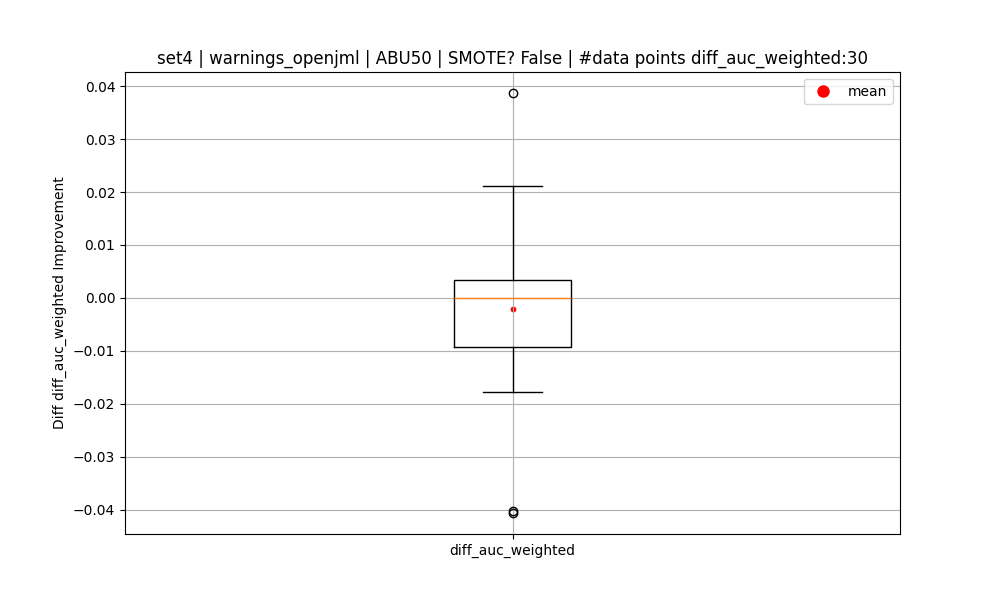 set4 | warnings_openjml | ABU50 | SMOTE? False | #data points diff_auc_weighted:30
mean
Diff diff_auc_weighted Improvement
0.04
0.03
0.02
0.01
0.00
−0.01
−0.02
−0.03
−0.04
diff_auc_weighted